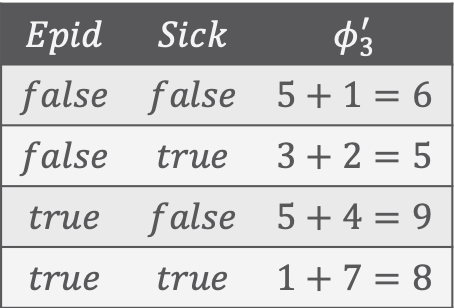 Epid Sick ϕ′₃
false false 5 + 1 = 6
false true 3 + 2 = 5
true false 5 + 4 = 9
true true 1 + 7 = 8